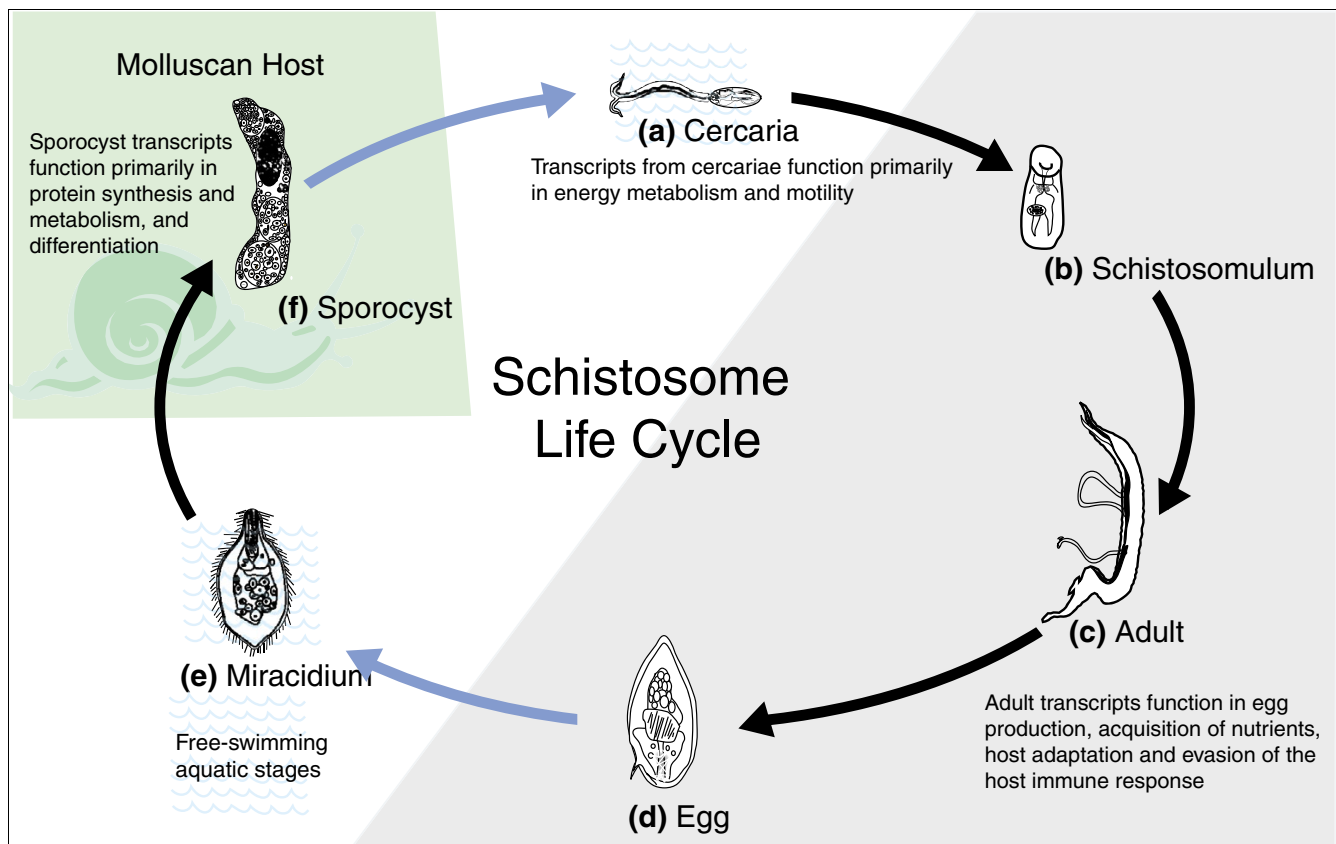 Molluscan Host
Sporocyst transcripts
function primarily in
protein synthesis and
metabolism, and
differentiation
(f) Sporocyst
(a) Cercaria
Transcripts from cercariae function primarily
in energy metabolism and motility
(b) Schistosomulum
Schistosome
Life Cycle
(c) Adult
Adult transcripts function in egg
production, acquisition of nutrients,
host adaptation and evasion of the
host immune response
(d) Egg
(e) Miracidium
Free-swimming
aquatic stages